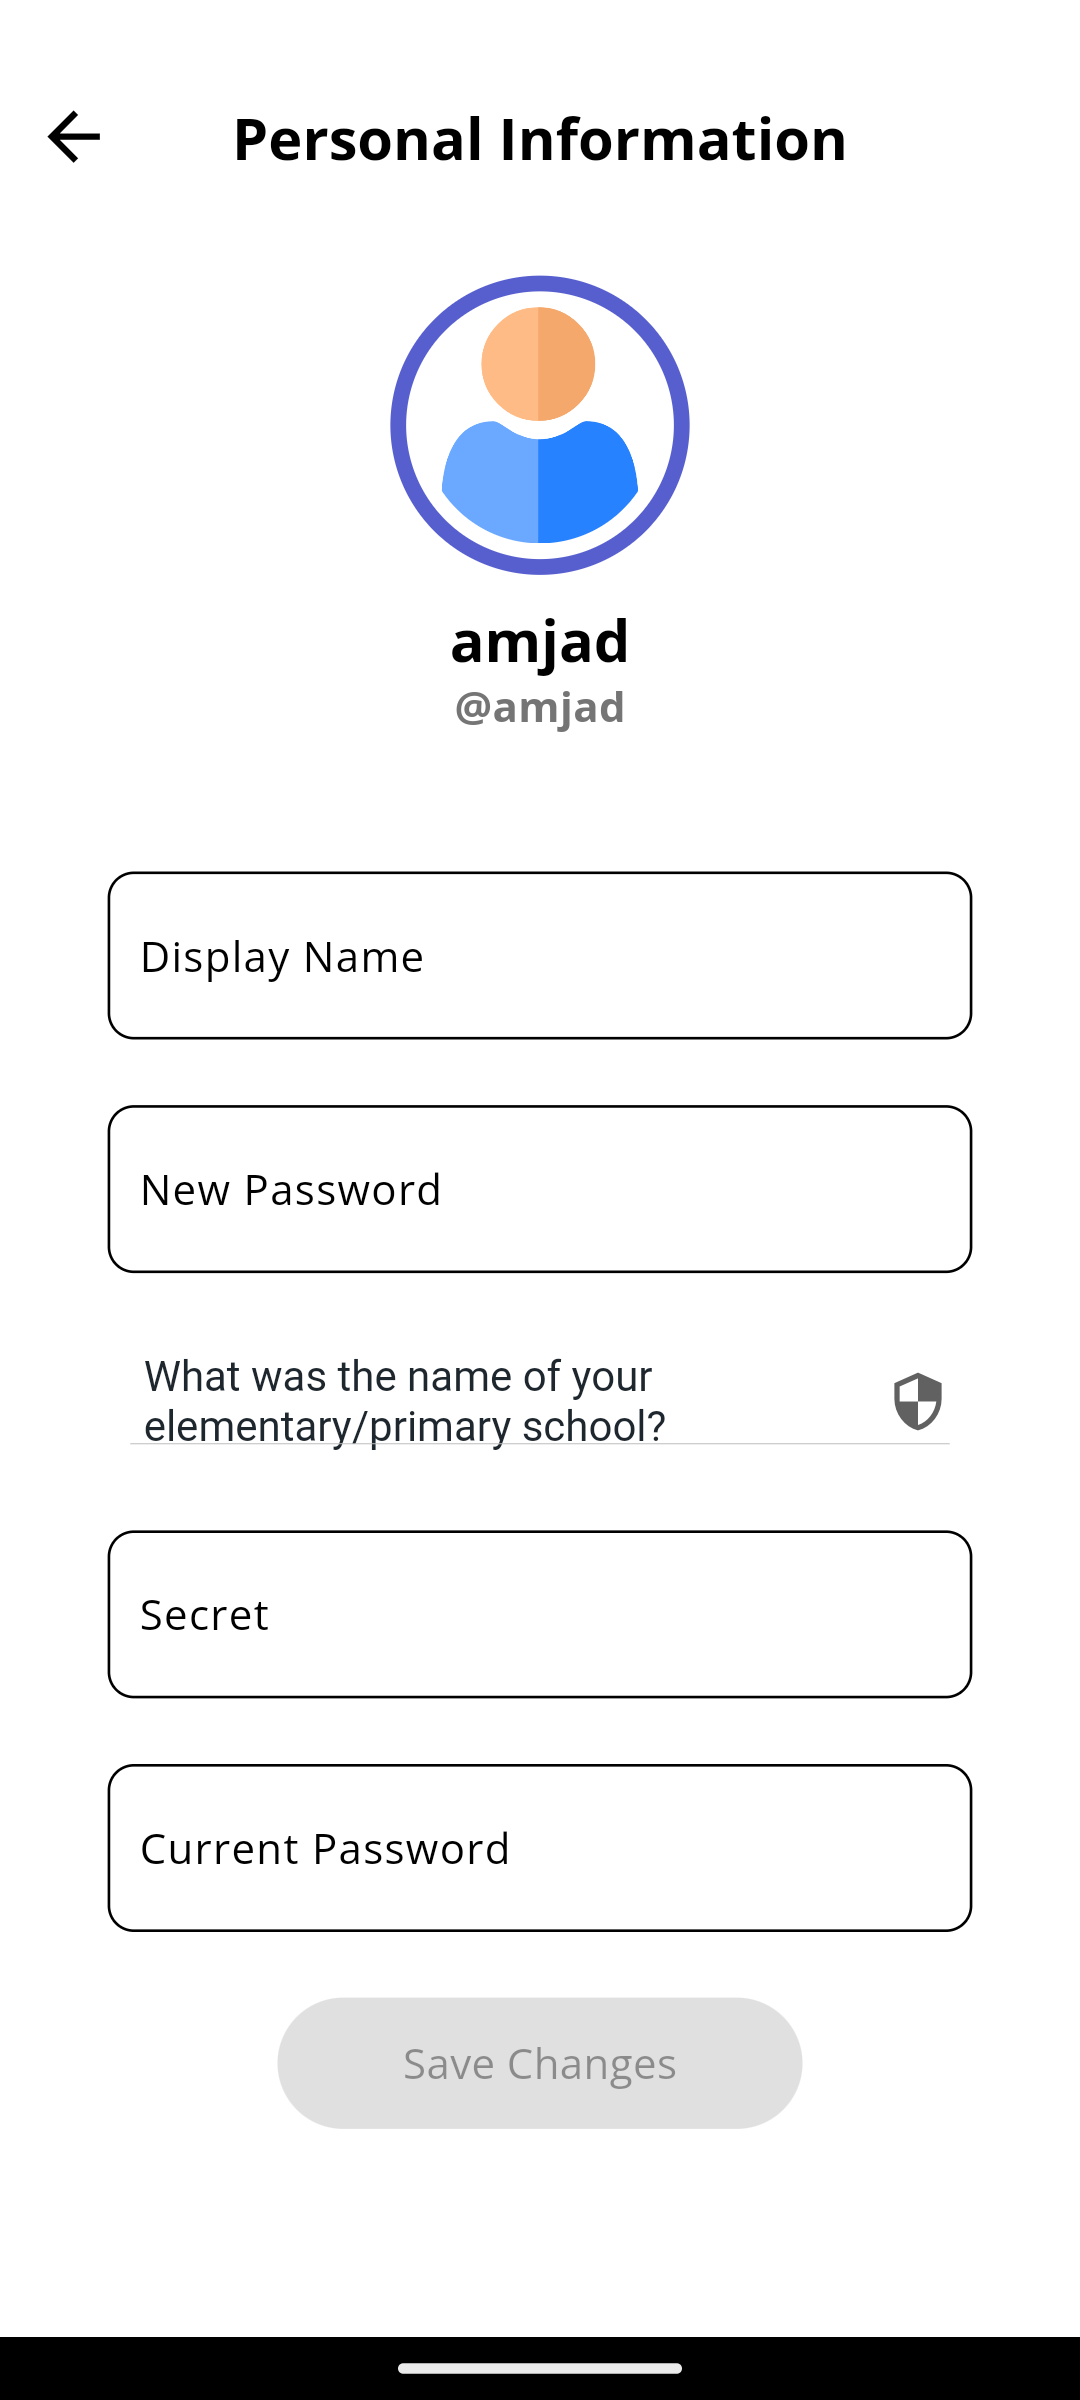 Personal Information
amjad
@amjad
Display Name
New Password
What was the name of your
elementary/primary school?
Secret
Current Password
Save Changes